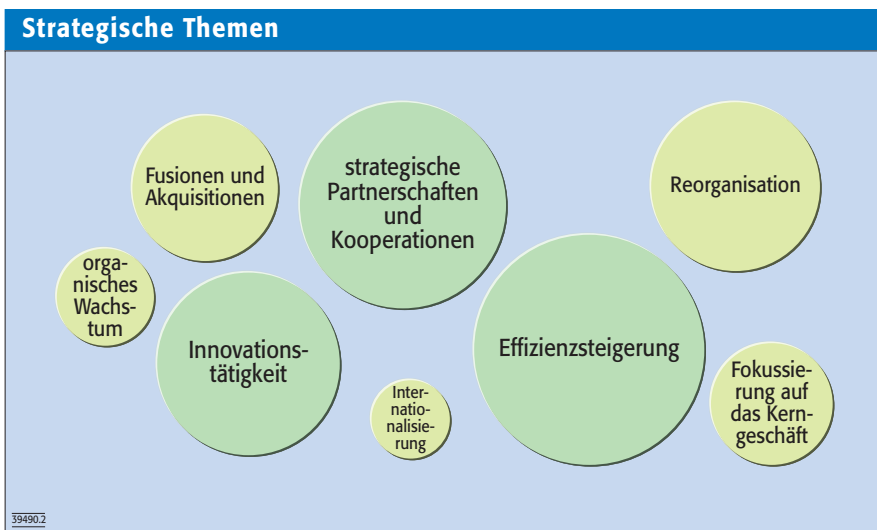 Strategische Themen
Fusionen und
Akquisitionen
strategische
Partnerschaften
und
Kooperationen
Reorganisation
orga-
nisches
Wachs-
tum
Innovations-
tätigkeit
Inter-
natio-
nalisie-
rung
Effizienzsteigerung
Fokussie-
rung auf
das Kern-
geschäft
39490.2